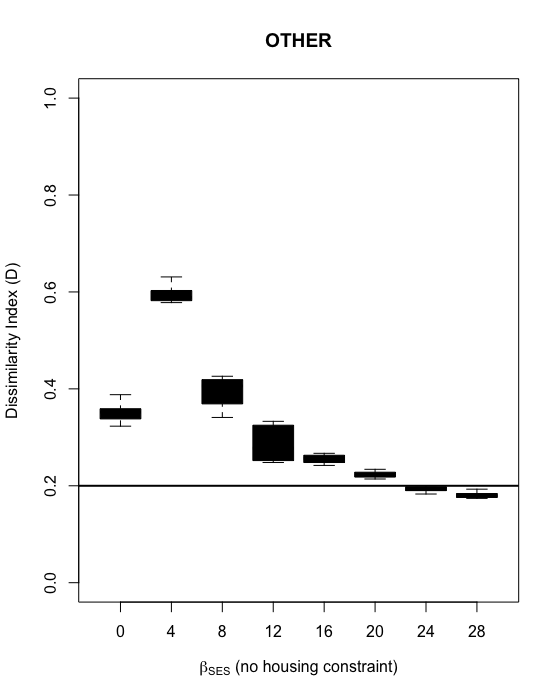 OTHER
Dissimilarity Index (D)
1.0
0.8
0.6
0.4
0.2
0.0
0 4 8 12 16 20 24 28
βSES (no housing constraint)